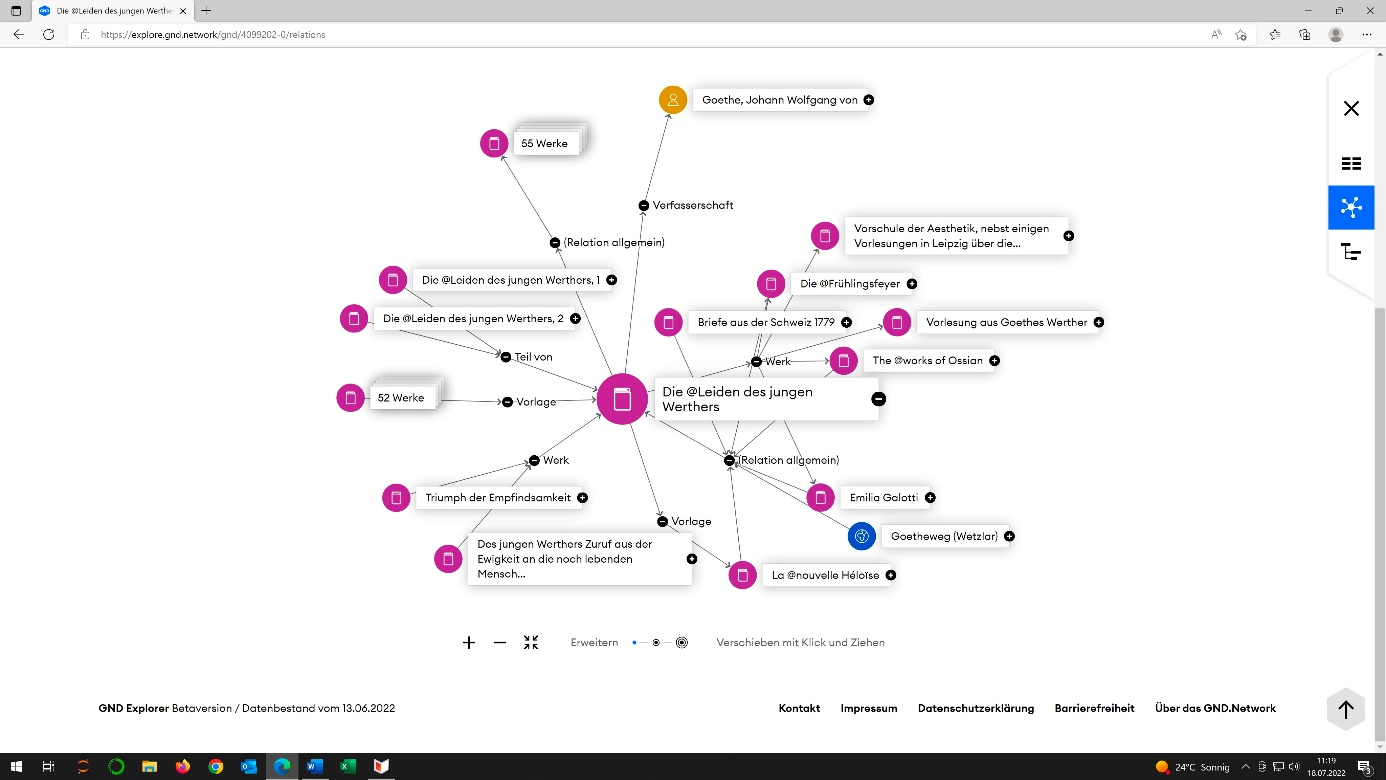 Die @Leiden des jungen Werthe
https://explore.gnd.network/gnd/4099202-0/relations
Goethe, Johann Wolfgang von
55 Werke
Verfasserschaft
(Relation allgemein)
Vorschule der Aesthetik, nebst einigen
Vorlesungen in Leipzig über die...
Die @Leiden des jungen Werthers, 1
Die @Frühlingsfeyer
Die @Leiden des jungen Werthers, 2
Briefe aus der Schweiz 1779
Vorlesung aus Goethes Werther
Teil von
Werk
The @works of Ossian
Die @Leiden des jungen
Werthers
52 Werke
Vorlage
Werk
(Relation allgemein)
Triumph der Empfindsamkeit
Emilia Galotti
Vorlage
Goetheweg (Wetzlar)
Des jungen Werthers Zuruf aus der
Ewigkeit an die noch lebenden
Mensch...
La @nouvelle Héloïse
Erweitern
Verschieben mit Klick und Ziehen
GND Explorer Betaversion / Datenbestand vom 13.06.2022
Kontakt Impressum Datenschutzerklärung Barrierefreiheit Über das GND.Network
24°C Sonnig
11:19
18.07.2022